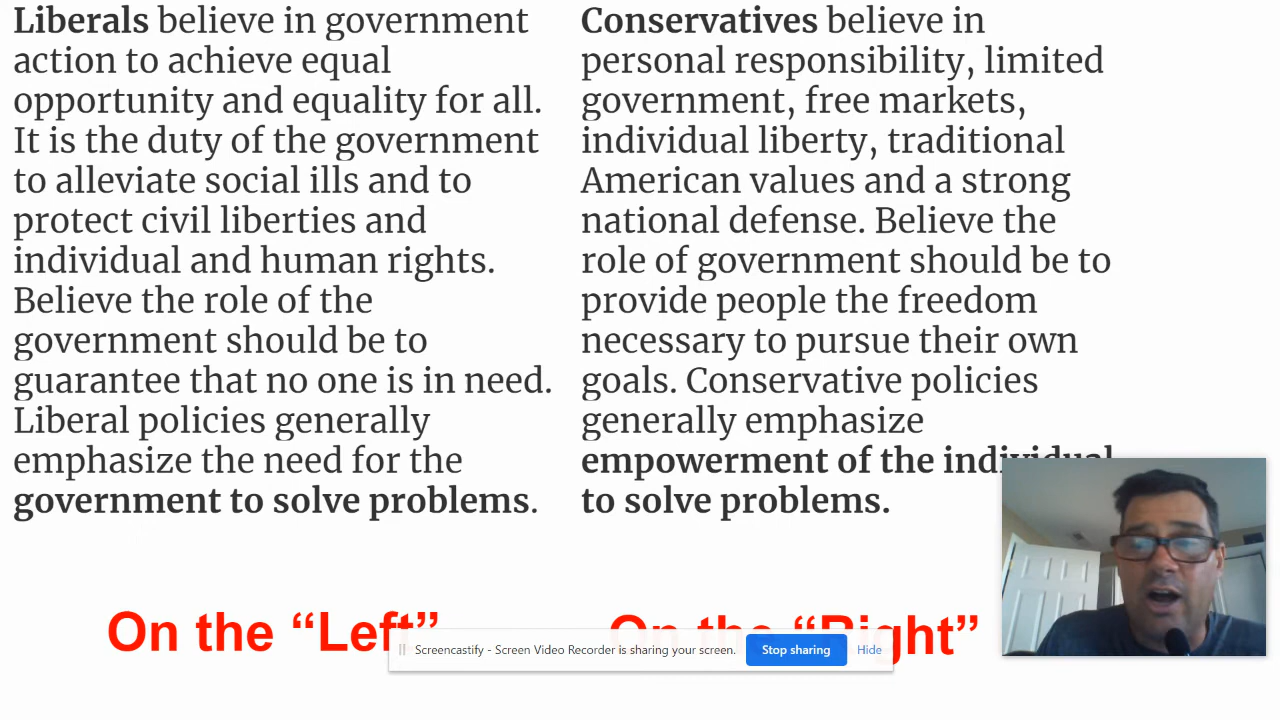 Liberals believe in government
action to achieve equal
opportunity and equality for all.
It is the duty of the government
to alleviate social ills and to
protect civil liberties and
individual and human rights.
Believe the role of the
government should be to
guarantee that no one is in need.
Liberal policies generally
emphasize the need for the
government to solve problems.
On the “Left”
Conservatives believe in
personal responsibility, limited
government, free markets,
individual liberty, traditional
American values and a strong
national defense. Believe the
role of government should be to
provide people the freedom
necessary to pursue their own
goals. Conservative policies
generally emphasize
empowerment of the individual
to solve problems.
On the “Right”
Screencastify - Screen Video Recorder is sharing your screen.
Stop sharing
Hide